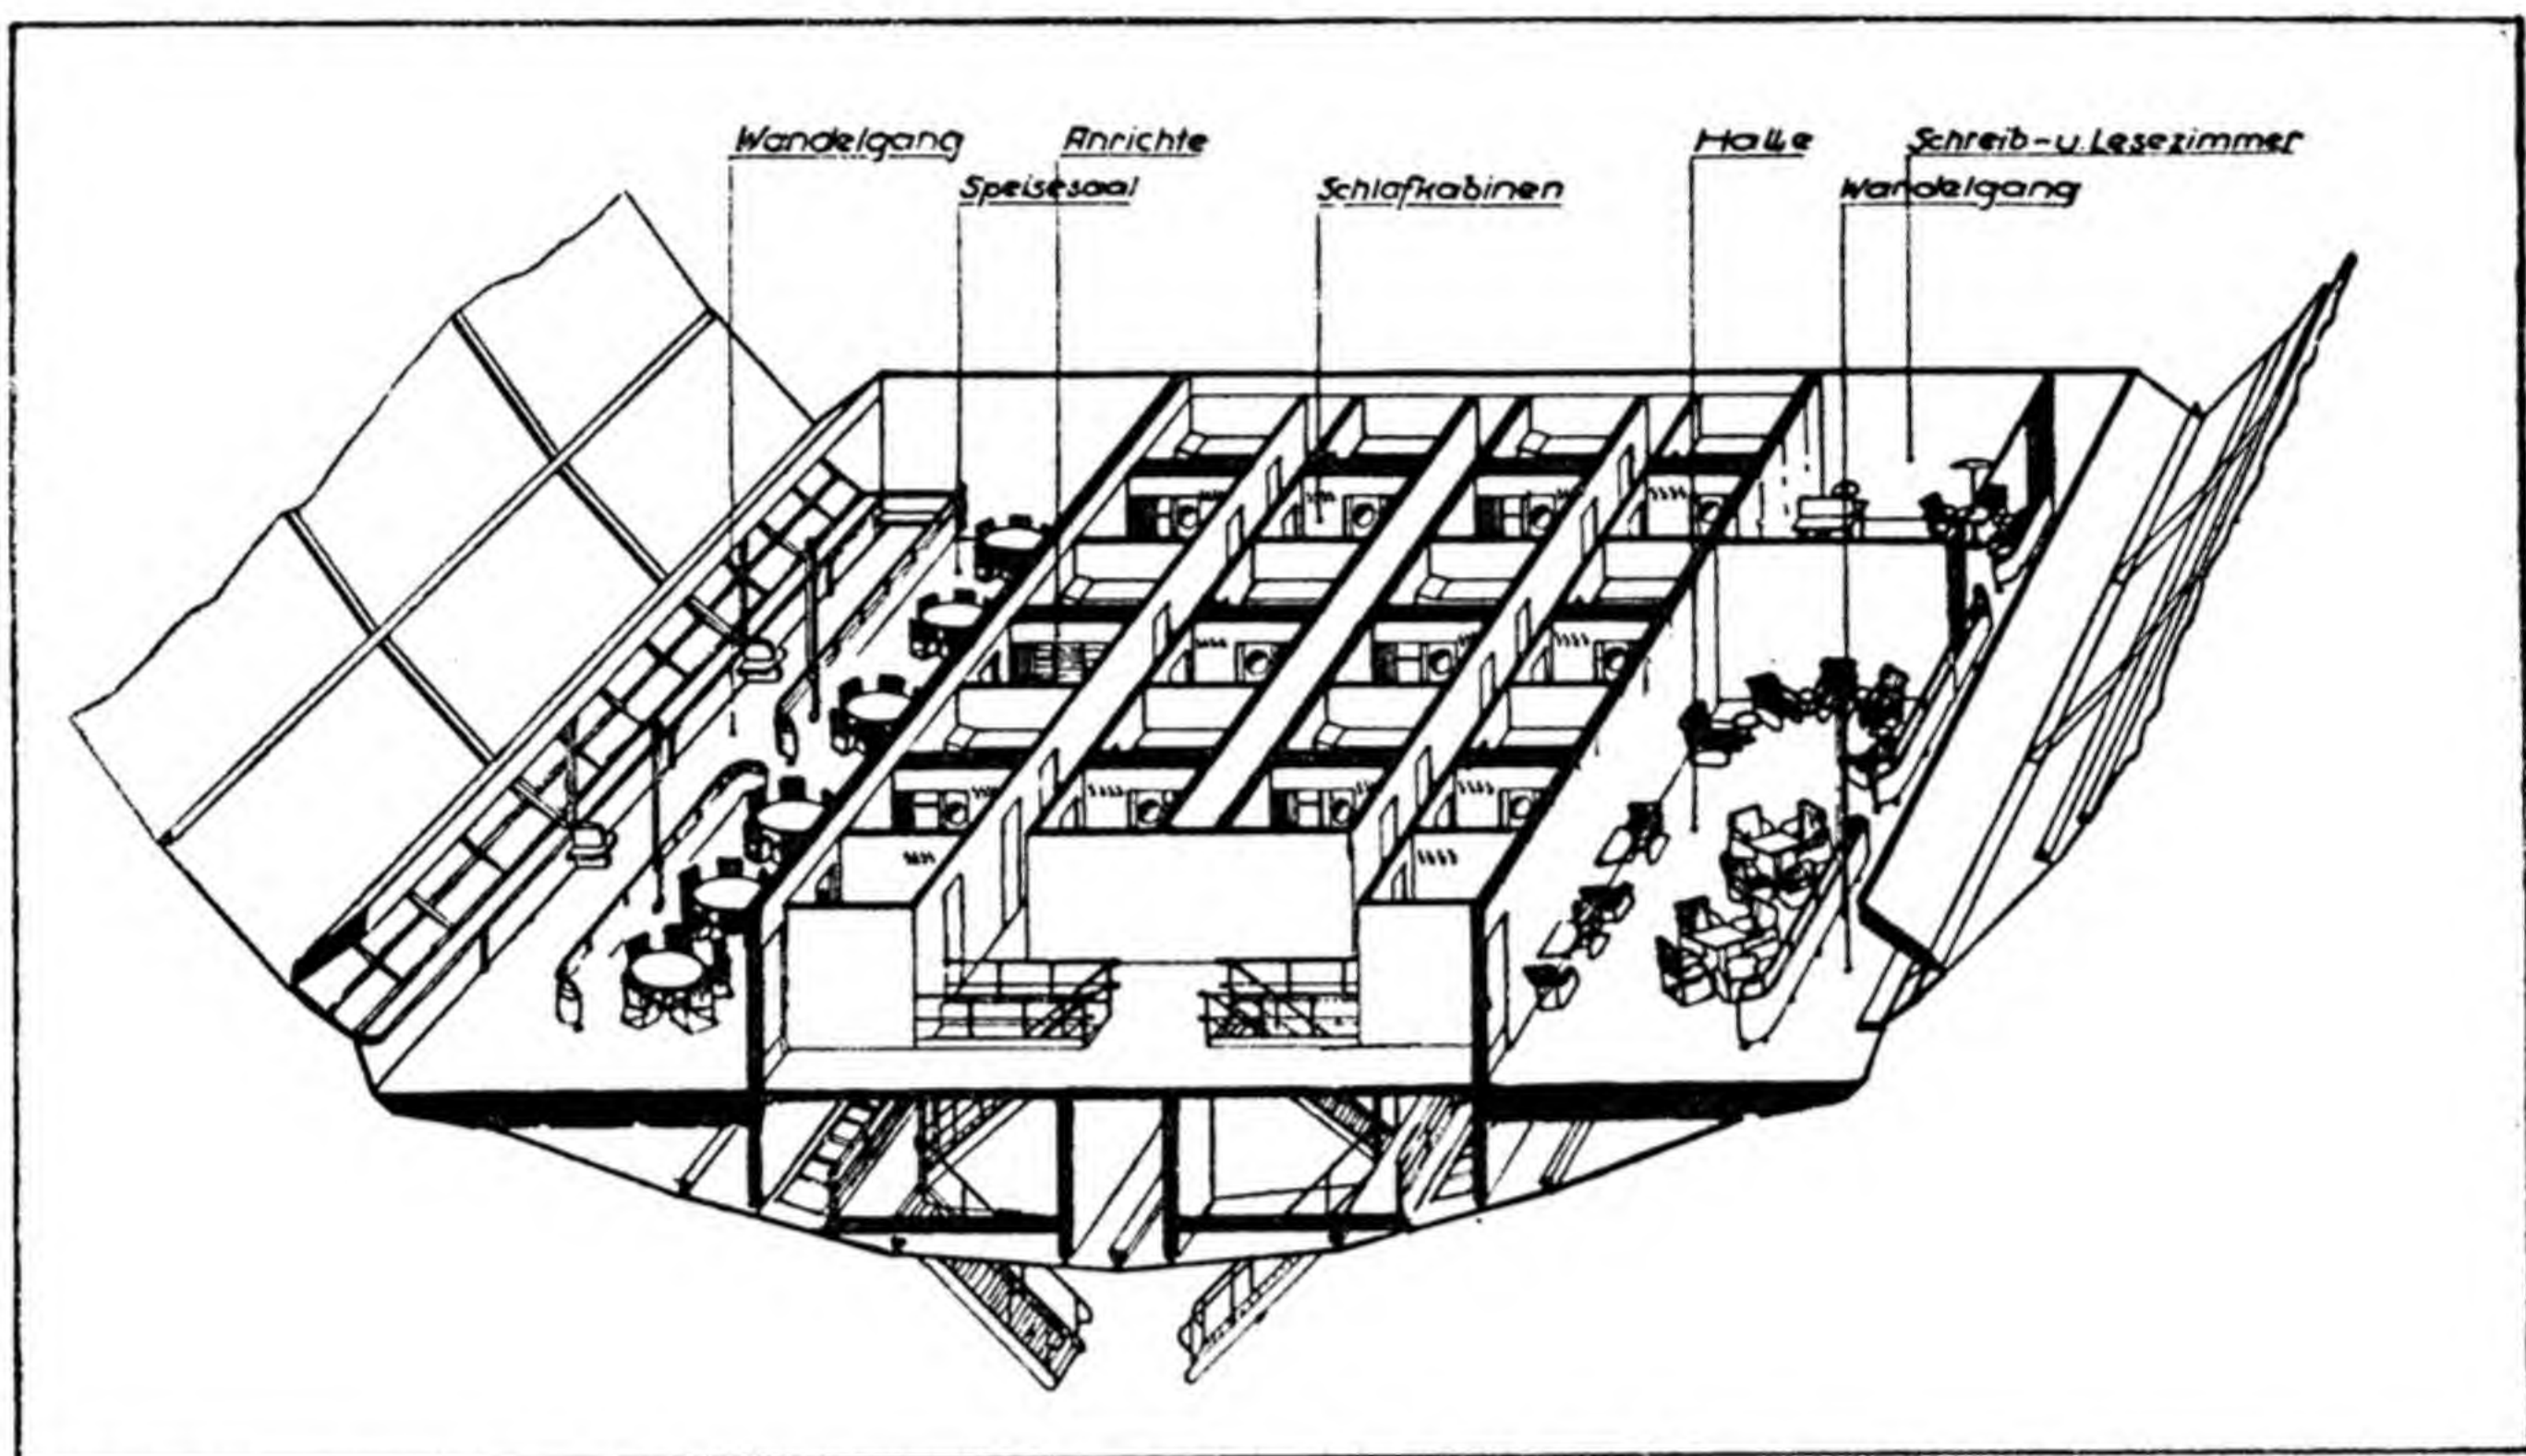 Wandelgang
Anrichte
Halle
Schreib-u.Lesezimmer
Speisesaal
Schlafkabinen
Wandelgang